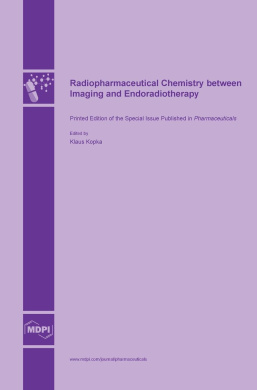 Radiopharmaceutical Chemistry between
Imaging and Endoradiotherapy
Printed Edition of the Special Issue Published in Pharmaceuticals
Edited by
Klaus Kopka
MDPI
www.mdpi.com/journal/pharmaceuticals